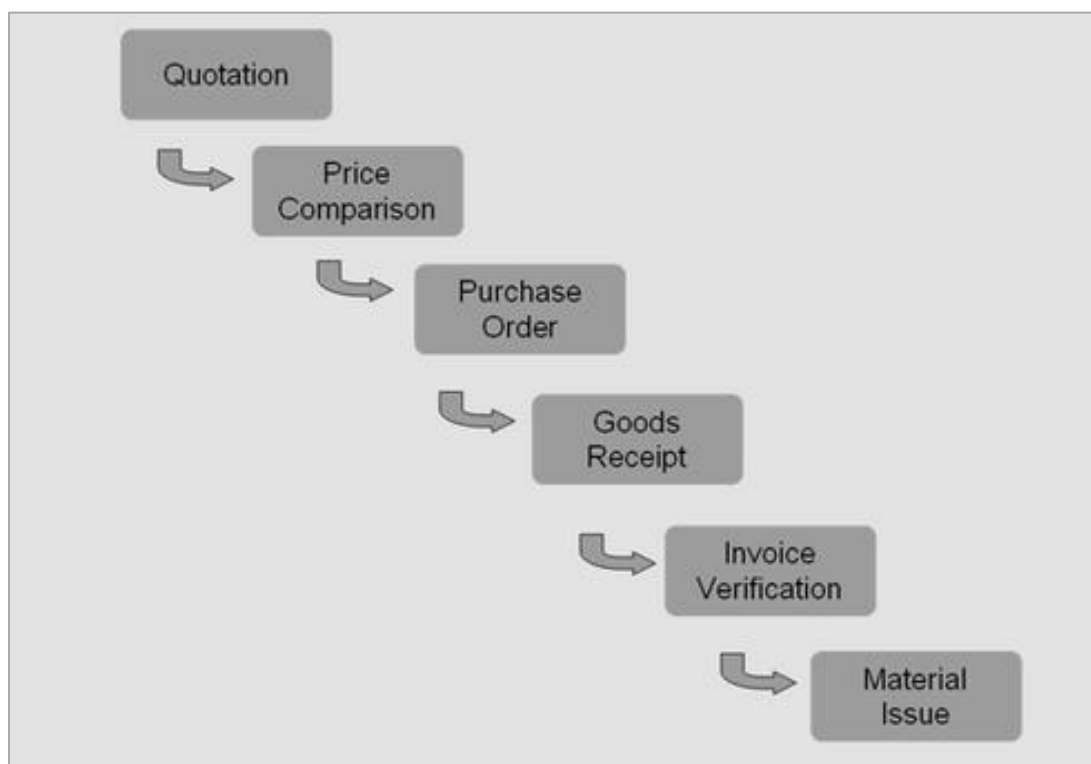 Quotation
Price
Comparison
Purchase
Order
Goods
Receipt
Invoice
Verification
Material
Issue